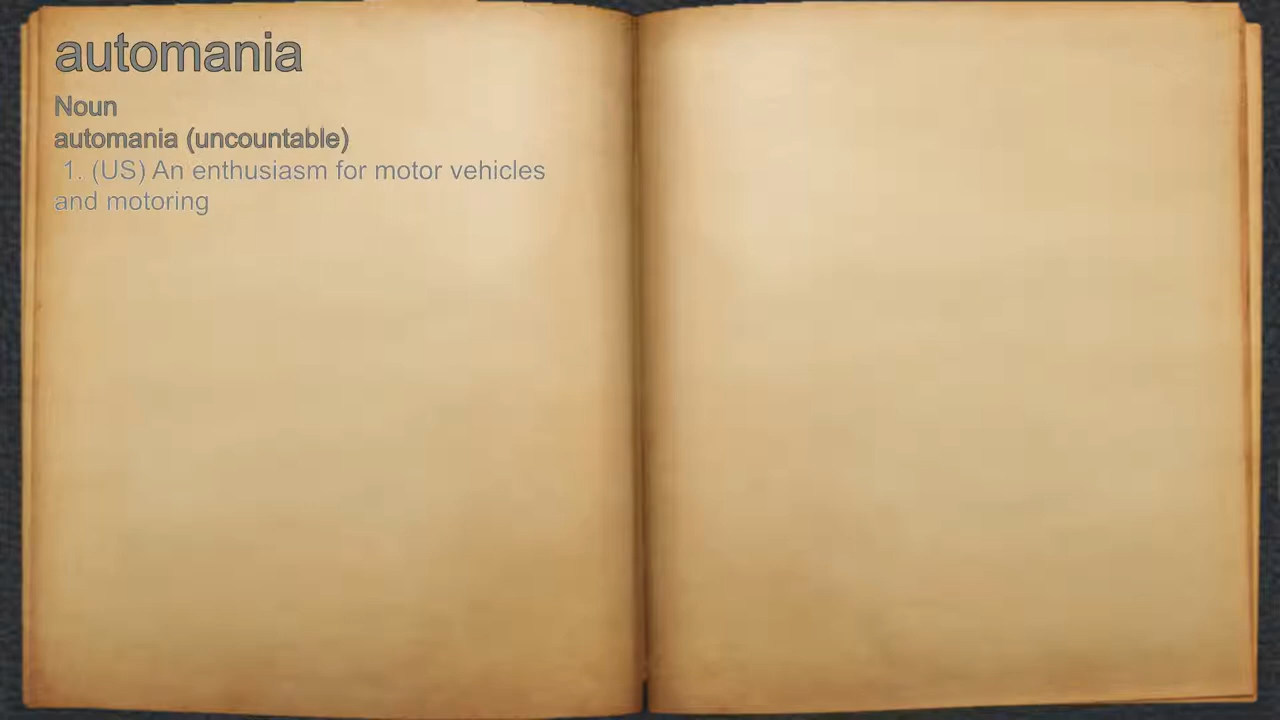 automania
Noun
automania (uncountable)
1. (US) An enthusiasm for motor vehicles
and motoring